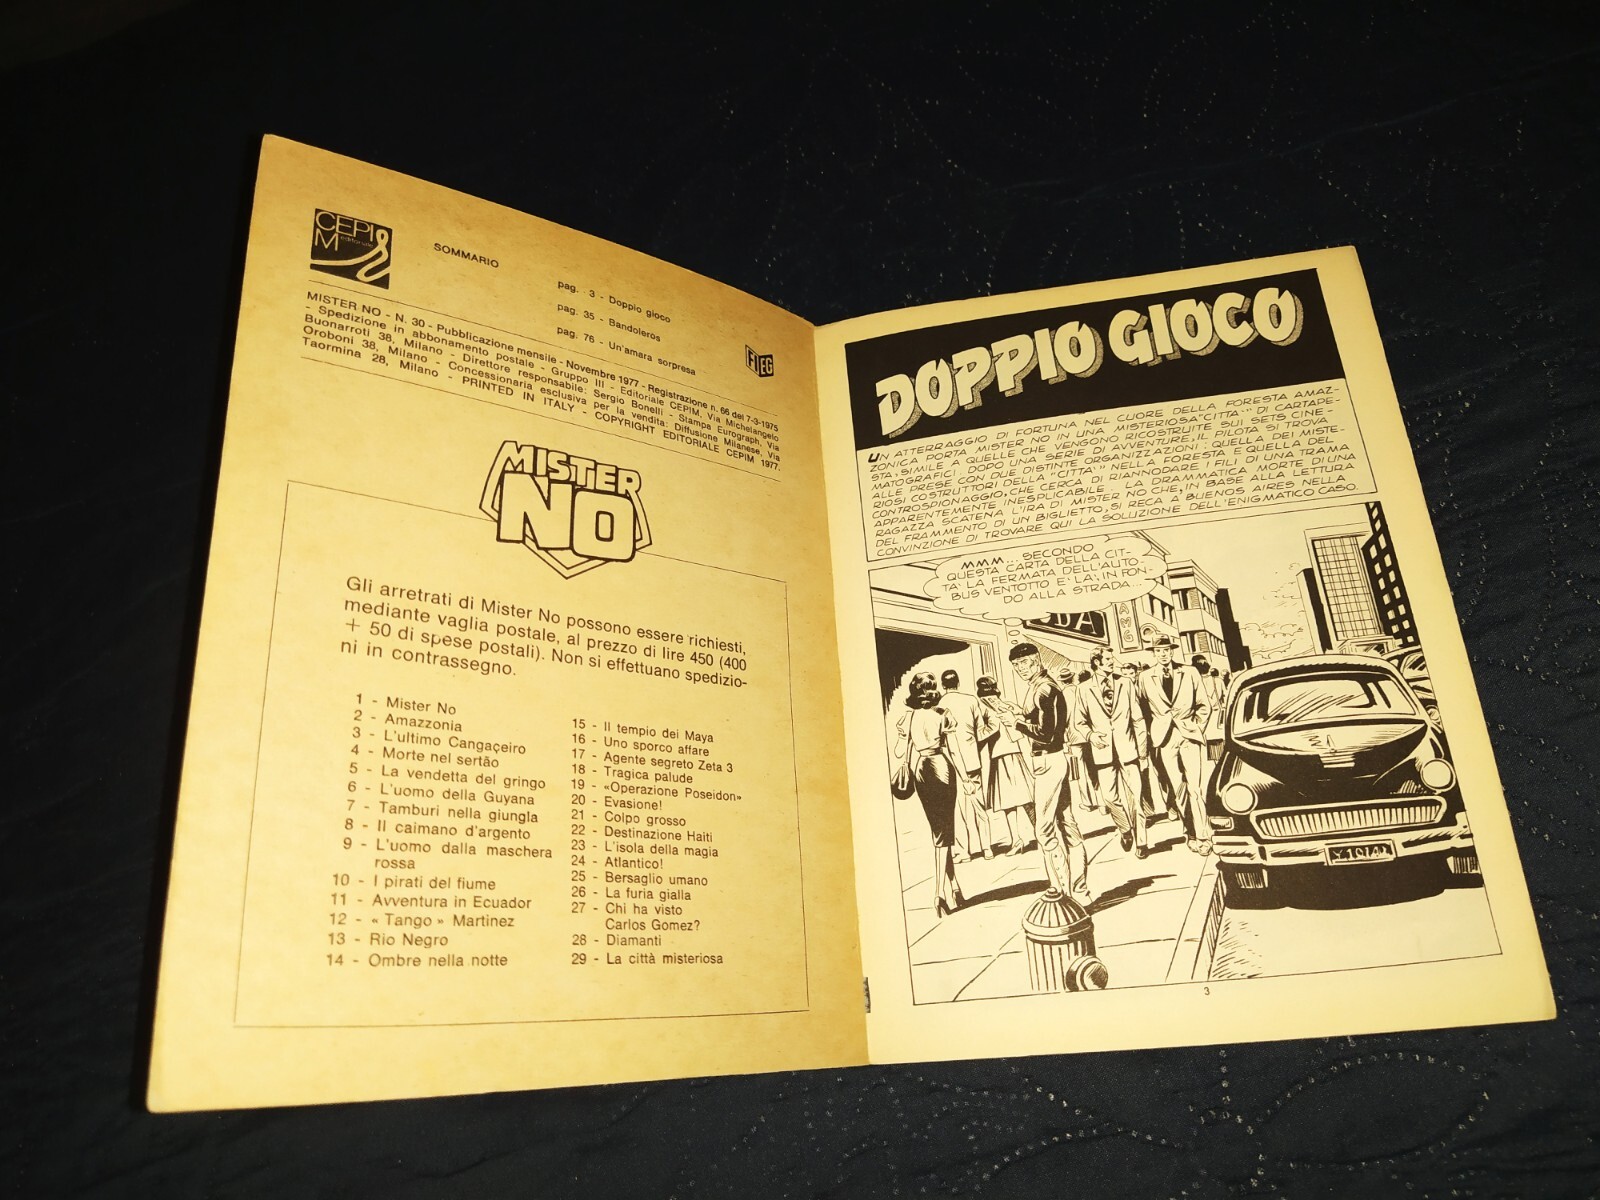 CEPI
M editoriale
SOMMARIO
pag. 3 - Doppio gioco
pag. 35 - Bandoleros
pag. 76 - Un'amara sorpresa
FIEG
MISTER NO - N. 30 - Pubblicazione mensile - Novembre 1977 - Registrazione n. 66 del 7-3-1975
- Spedizione in abbonamento postale - Gruppo III - Editoriale CEPIM, Via Michelangelo
Buonarroti 38, Milano - Direttore responsabile: Sergio Bonelli - Stampa Eurograph, Via
Oroboni 38, Milano - Concessionaria esclusiva per la vendita: Diffusione Milanese, Via
Taormina 28, Milano - PRINTED IN ITALY - COPYRIGHT EDITORIALE CEPIM 1977.
MISTER
NO
Gli arretrati di Mister No possono essere richiesti,
mediante vaglia postale, al prezzo di lire 450 (400
+ 50 di spese postali). Non si effettuano spedizio-
ni in contrassegno.
1 - Mister No
2 - Amazzonia
3 - L'ultimo Cangaçeiro
4 - Morte nel sertão
5 - La vendetta del gringo
6 - L'uomo della Guyana
7 - Tamburi nella giungla
8 - Il caimano d'argento
9 - L'uomo dalla maschera
rossa
10 - I pirati del fiume
11 - Avventura in Ecuador
12 - « Tango » Martinez
13 - Rio Negro
14 - Ombre nella notte
15 - Il tempio dei Maya
16 - Uno sporco affare
17 - Agente segreto Zeta 3
18 - Tragica palude
19 - «Operazione Poseidon»
20 - Evasione!
21 - Colpo grosso
22 - Destinazione Haiti
23 - L'isola della magia
24 - Atlantico!
25 - Bersaglio umano
26 - La furia gialla
27 - Chi ha visto
Carlos Gomez?
28 - Diamanti
29 - La città misteriosa
DOPPIO GIOCO
UN ATTERRAGGIO DI FORTUNA NEL CUORE DELLA FORESTA AMAZ-
ZONICA PORTA MISTER NO IN UNA MISTERIOSA "CITTA'" DI CARTAPE-
STA, SIMILE A QUELLE CHE VENGONO RICOSTRUITE SUI SETS CINE-
MATOGRAFICI. DOPO UNA SERIE DI AVVENTURE, IL PILOTA SI TROVA
ALLE PRESE CON DUE DISTINTE ORGANIZZAZIONI: QUELLA DEI MISTE-
RIOSI COSTRUTTORI DELLA "CITTA'" NELLA FORESTA E QUELLA DEL
CONTROSPIONAGGIO, CHE CERCA DI RIANNODARE I FILI DI UNA TRAMA
APPARENTEMENTE INESPLICABILE. LA DRAMMATICA MORTE DI UNA
RAGAZZA SCATENA L'IRA DI MISTER NO CHE, IN BASE ALLA LETTURA
DEL FRAMMENTO DI UN BIGLIETTO, SI RECA A BUENOS AIRES NELLA
CONVINZIONE DI TROVARE QUI LA SOLUZIONE DELL'ENIGMATICO CASO.
MMM... SECONDO
QUESTA CARTA DELLA CIT-
TA' LA FERMATA DELL'AUTO-
BUS VENTOTTO E' LA', IN FON-
DO ALLA STRADA...
3